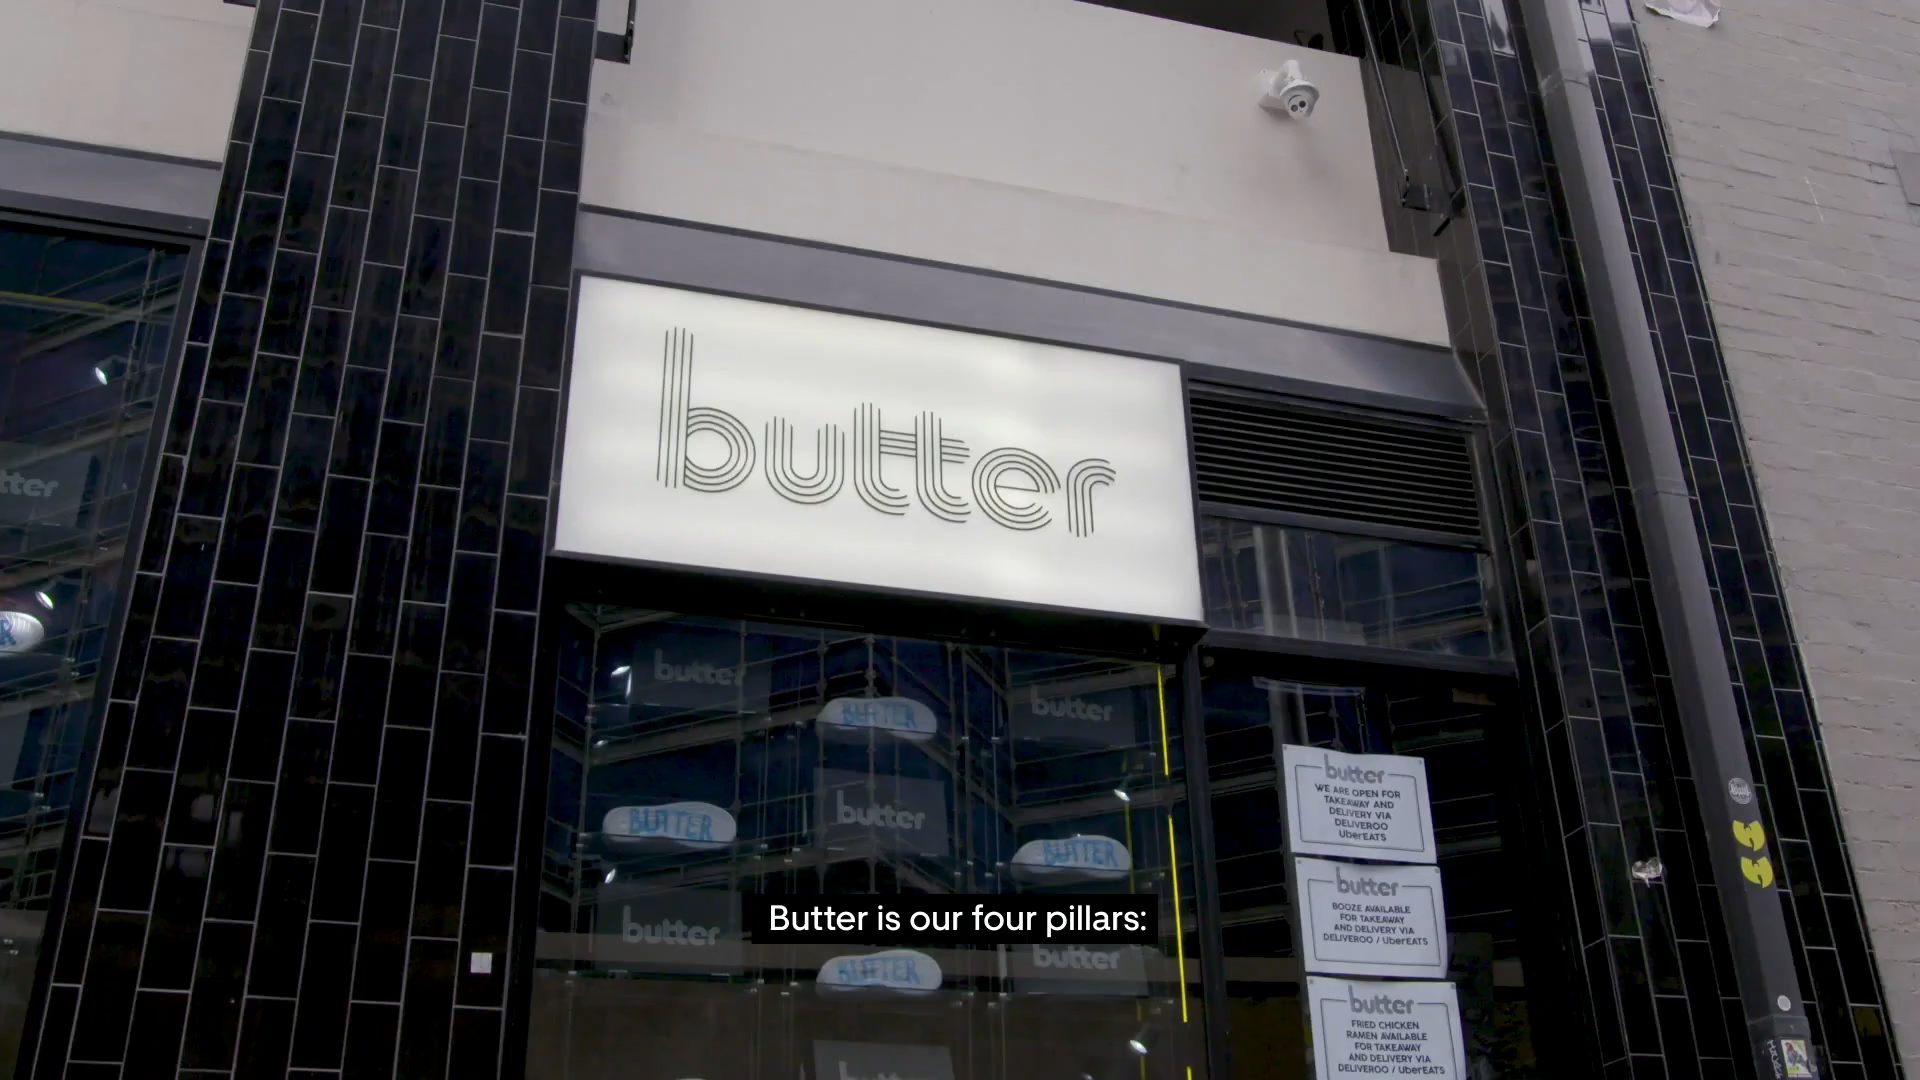 butter
tter
butter
BUTTER
butter
BUTTER
butter
BUTTER
butter
BUTTER
butter
butter
butter
WE ARE OPEN FOR
TAKEAWAY AND
DELIVERY VIA
DELIVEROO
UberEATS
butter
BOOZE AVAILABLE
FOR TAKEAWAY
AND DELIVERY VIA
DELIVEROO / UberEATS
butter
FRIED CHICKEN
RAMEN AVAILABLE
FOR TAKEAWAY
AND DELIVERY VIA
DELIVEROO / UberEATS
Butter is our four pillars: